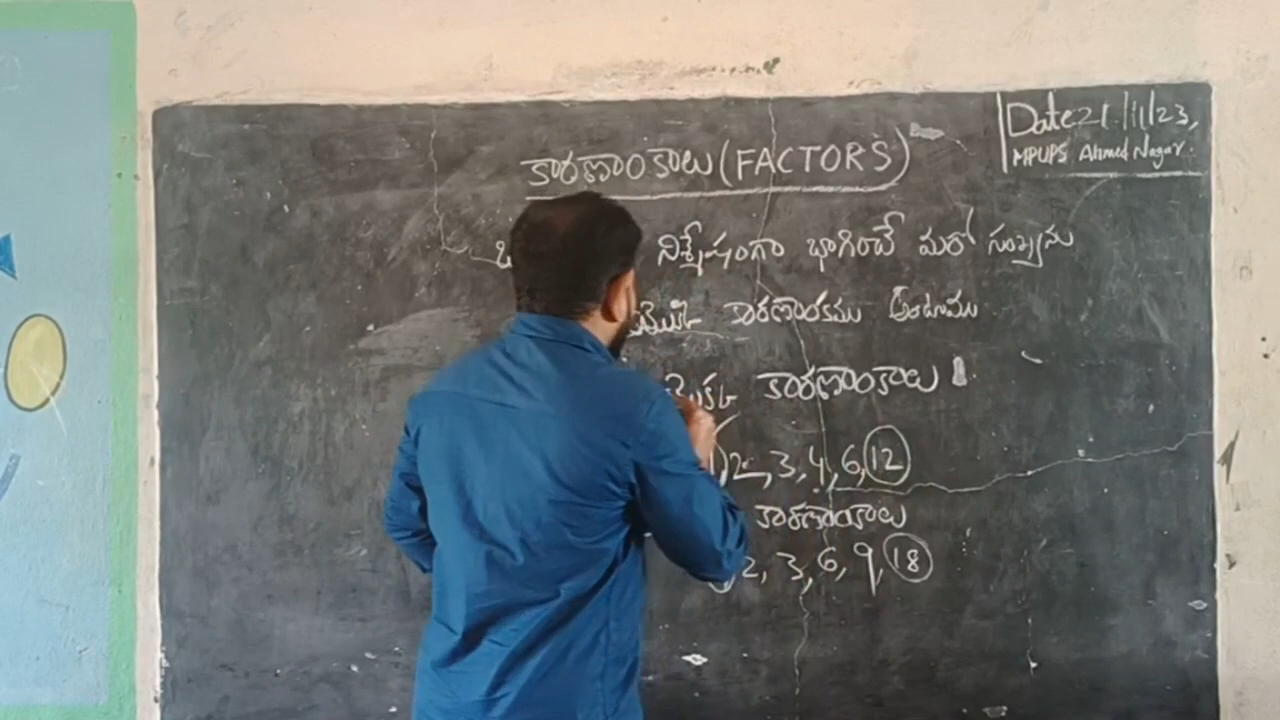 Date 21/11/23,
MPUPS Ahmed Nagar.
కారణాంకాలు (FACTORS)
నిశ్శేషంగా భాగించే మరో సంఖ్యను
కారణాంకము అంటాము
కారణాంకాలు
2, 3, 4, 6, 12
కారణాంకాలు
2, 3, 6, 9, 18